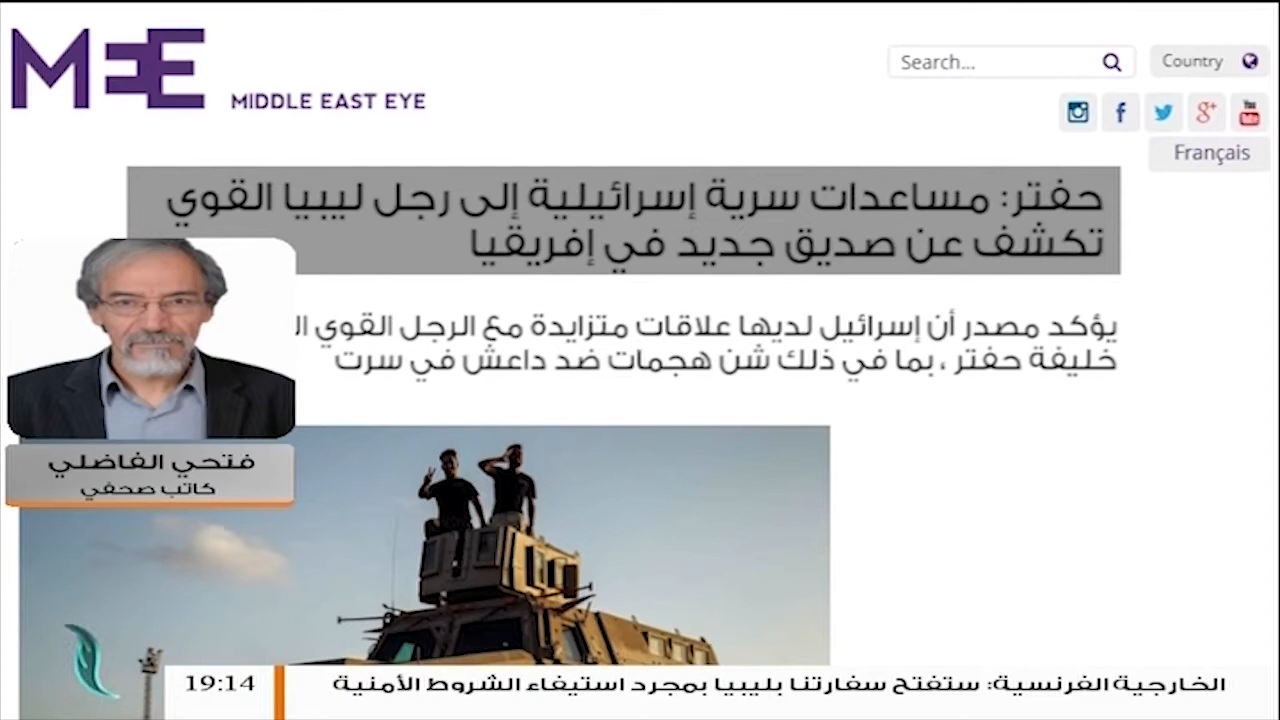 MEE MIDDLE EAST EYE
Search...
Country
Français
حفتر: مساعدات سرية إسرائيلية إلى رجل ليبيا القوي
تكشف عن صديق جديد في إفريقيا
يؤكد مصدر أن إسرائيل لديها علاقات متزايدة مع الرجل القوي
خليفة حفتر ، بما في ذلك شن هجمات ضد داعش في سرت
فتحي الفاضلي
كاتب صحفي
19:14
الخارجية الفرنسية: ستفتح سفارتنا بليبيا بمجرد استيفاء الشروط الأمنية